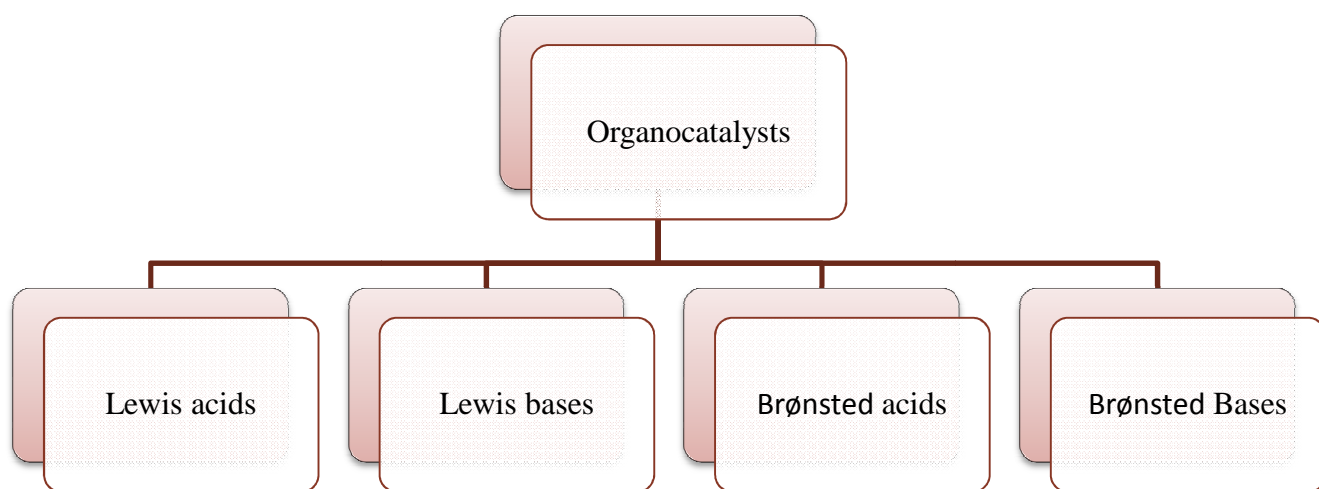 Organocatalysts
Lewis acids
Lewis bases
Brønsted acids
Brønsted Bases